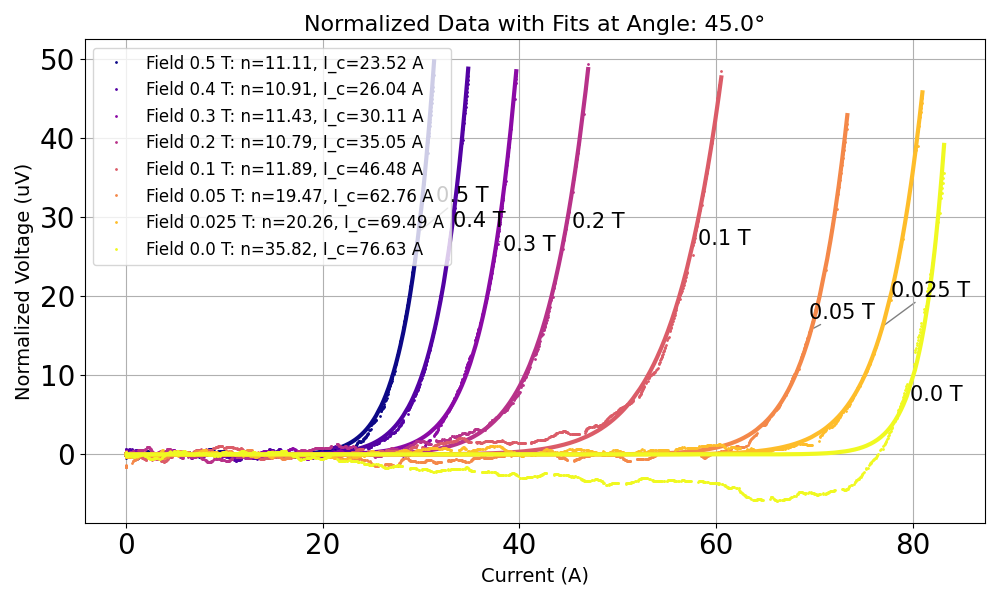 Normalized Data with Fits at Angle: 45.0°
Normalized Voltage (uV)
50
40
30
20
10
0
Field 0.5 T: n=11.11, I_c=23.52 A
Field 0.4 T: n=10.91, I_c=26.04 A
Field 0.3 T: n=11.43, I_c=30.11 A
Field 0.2 T: n=10.79, I_c=35.05 A
Field 0.1 T: n=11.89, I_c=46.48 A
Field 0.05 T: n=19.47, I_c=62.76 A
Field 0.025 T: n=20.26, I_c=69.49 A
Field 0.0 T: n=35.82, I_c=76.63 A
0.5 T
0.4 T
0.3 T
0.2 T
0.1 T
0.05 T
0.025 T
0.0 T
0 20 40 60 80
Current (A)